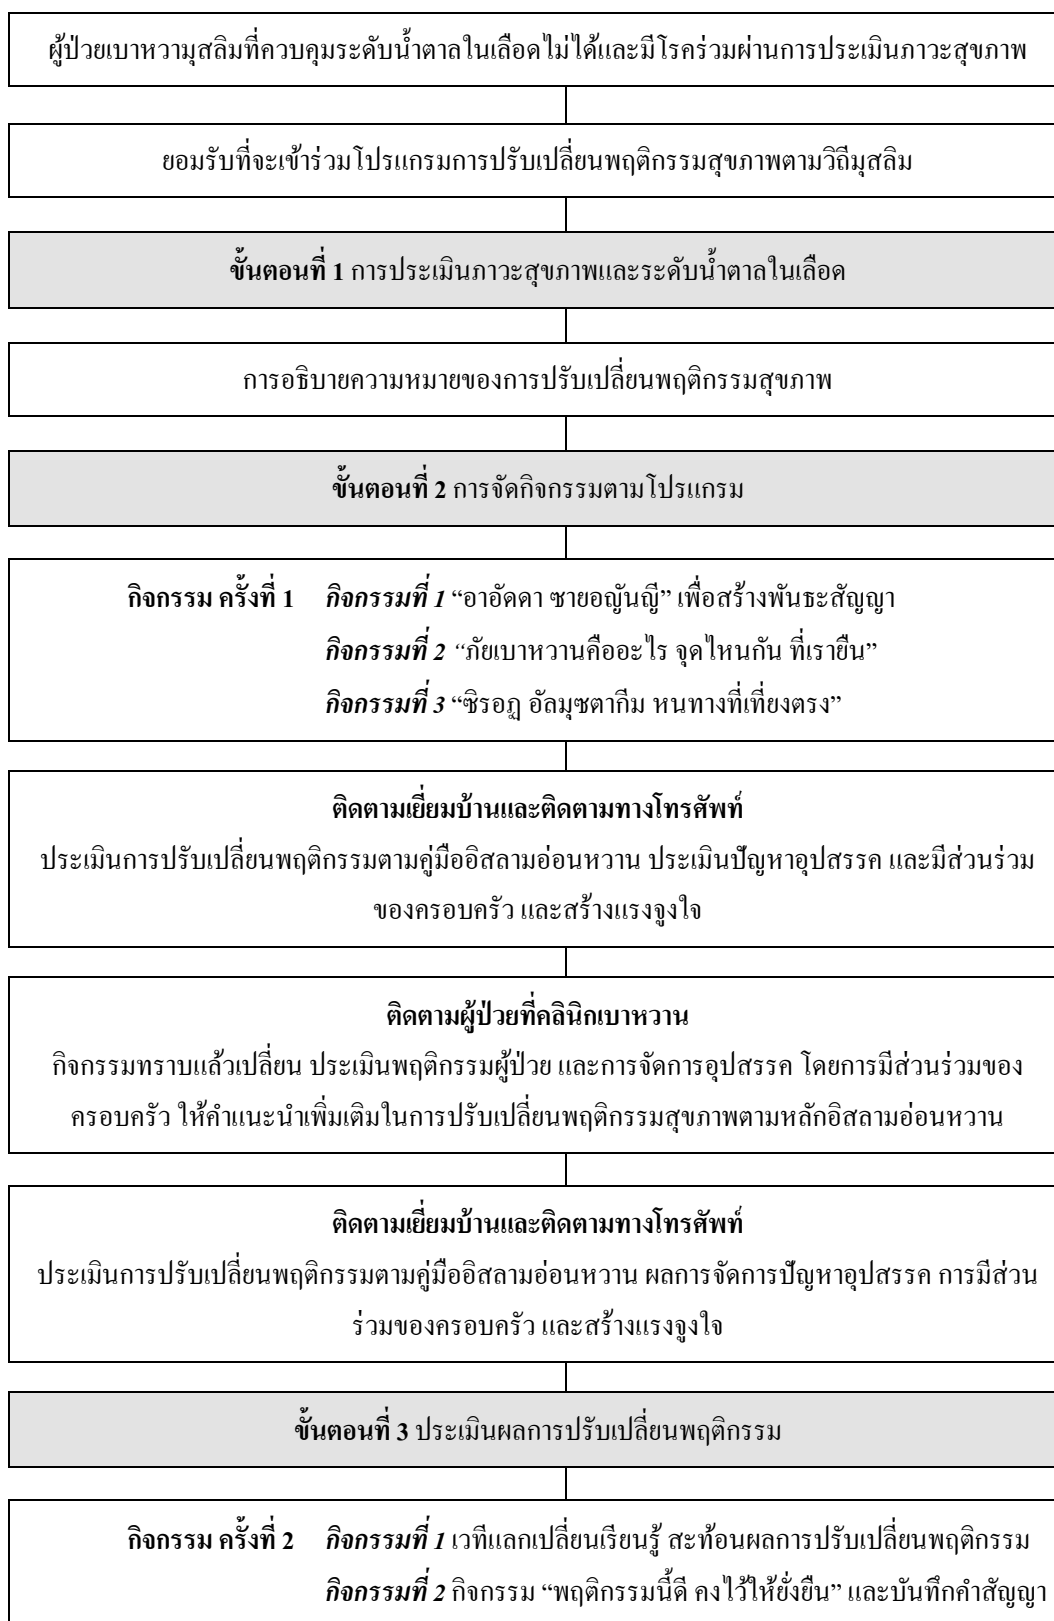 ผู้ป่วยเบาหวามุสลิมที่ควบคุมระดับน้ำตาลในเลือดไม่ได้และมีโรคร่วมผ่านการประเมินภาวะสุขภาพ
ยอมรับที่จะเข้าร่วมโปรแกรมการปรับเปลี่ยนพฤติกรรมสุขภาพตามวิถีมุสลิม
ขั้นตอนที่ 1 การประเมินภาวะสุขภาพและระดับน้ำตาลในเลือด
การอธิบายความหมายของการปรับเปลี่ยนพฤติกรรมสุขภาพ
ขั้นตอนที่ 2 การจัดกิจกรรมตามโปรแกรม
กิจกรรม ครั้งที่ 1 กิจกรรมที่ 1 “อาอัดดา ซายอญันญี” เพื่อสร้างพันธะสัญญา
กิจกรรมที่ 2 “ภัยเบาหวานคืออะไร จุดไหนกัน ที่เรายืน”
กิจกรรมที่ 3 “ซิรอฏ อัลมุซตากีม หนทางที่เที่ยงตรง”
ติดตามเยี่ยมบ้านและติดตามทางโทรศัพท์
ประเมินการปรับเปลี่ยนพฤติกรรมตามคู่มืออิสลามอ่อนหวาน ประเมินปัญหาอุปสรรค และมีส่วนร่วม
ของครอบครัว และสร้างแรงจูงใจ
ติดตามผู้ป่วยที่คลินิกเบาหวาน
กิจกรรมทราบแล้วเปลี่ยน ประเมินพฤติกรรมผู้ป่วย และการจัดการอุปสรรค โดยการมีส่วนร่วมของ
ครอบครัว ให้คำแนะนำเพิ่มเติมในการปรับเปลี่ยนพฤติกรรมสุขภาพตามหลักอิสลามอ่อนหวาน
ติดตามเยี่ยมบ้านและติดตามทางโทรศัพท์
ประเมินการปรับเปลี่ยนพฤติกรรมตามคู่มืออิสลามอ่อนหวาน ผลการจัดการปัญหาอุปสรรค การมีส่วน
ร่วมของครอบครัว และสร้างแรงจูงใจ
ขั้นตอนที่ 3 ประเมินผลการปรับเปลี่ยนพฤติกรรม
กิจกรรม ครั้งที่ 2 กิจกรรมที่ 1 เวทีแลกเปลี่ยนเรียนรู้ สะท้อนผลการปรับเปลี่ยนพฤติกรรม
กิจกรรมที่ 2 กิจกรรม “พฤติกรรมนี้ดี คงไว้ให้ยั่งยืน” และบันทึกคำสัญญา